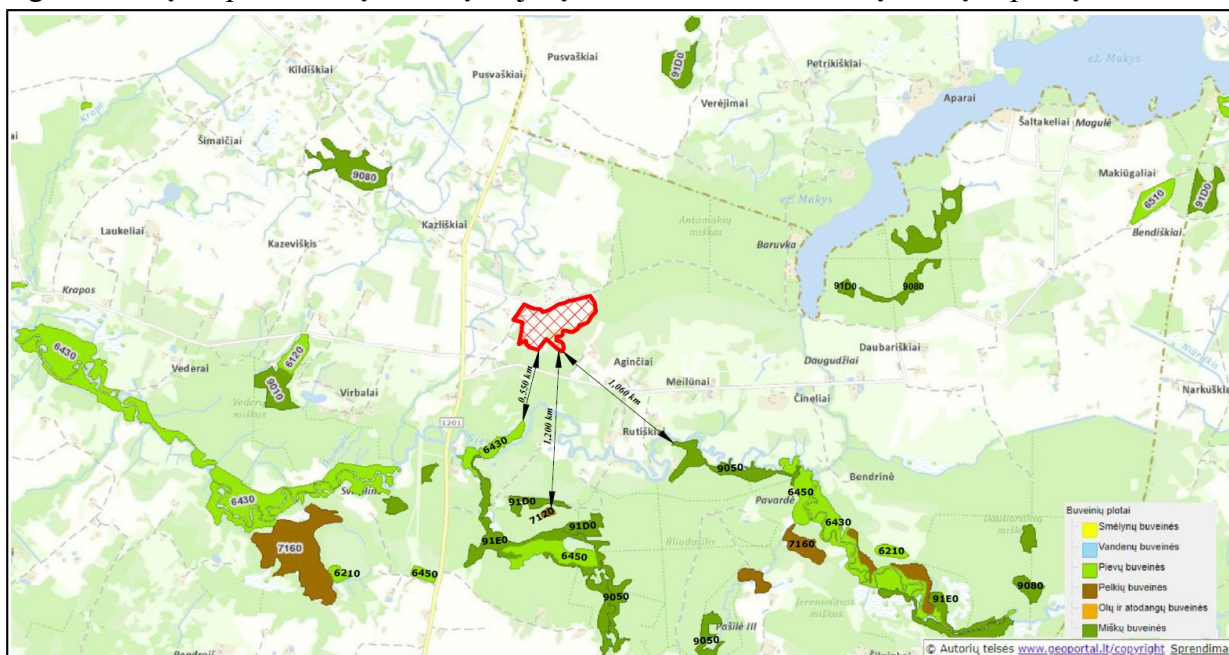 Pusvaškiai
Pusvaškiai
Kildiškiai
91D0
Verėjimai
Petrikiškiai
ež. Mukys
Aparai
Šaltakeliai
Magulė
Šimaičiai
9080
Makiūgaliai
6510
91D0
Bendiškiai
Laukeliai
Kazeviškis
Kazliškiai
Antamakių
miškas
Baruvka
ež. Mukys
91D0
9080
Krapos
6430
Vederai
6120
9010
Virbalai
Aginčiai
Meilūnai
Daugudžiai
Daubariškiai
Čineliai
Narkuškiai
0,550 km
1,200 km
1,060 km
1201
6430
Rutiškiai
9050
Bendrinė
6450
Pavardė
6430
6430
91D0
7120
91D0
91E0
6450
9050
7160
6210
6450
7160
6210
91E0
9080
Pašilė III
9050
Buveinių plotai
Smėlynų buveinės
Vandenų buveinės
Pievų buveinės
Pelkių buveinės
Olų ir atodangų buveinės
Miškų buveinės
© Autorių teisės www.geoportal.lt/copyright Sprendima